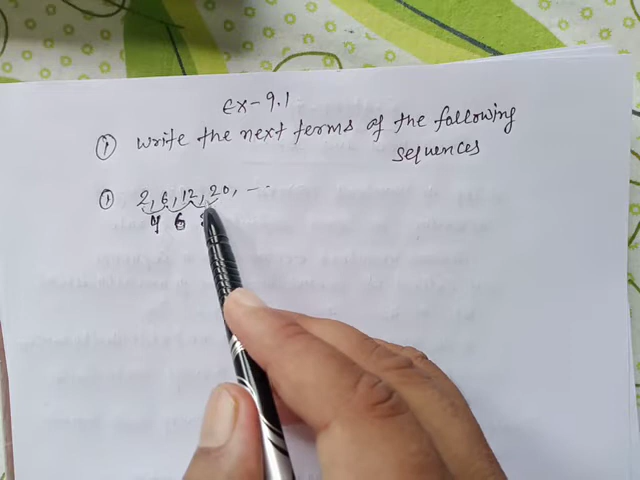 Ex-9.1
① Write the next terms of the following
sequences
① 2, 6, 12, 20, ---
4 6